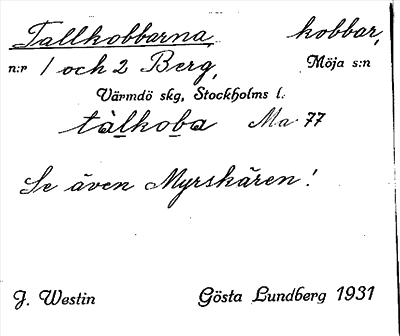 Tallkobbarna, kobbar,
n:r 1 och 2 Berg, Möja s:n
Värmdö skg, Stockholms l.
tàlkoba Ma 77
Se även Myrskären!
J. Westin Gösta Lundberg 1931